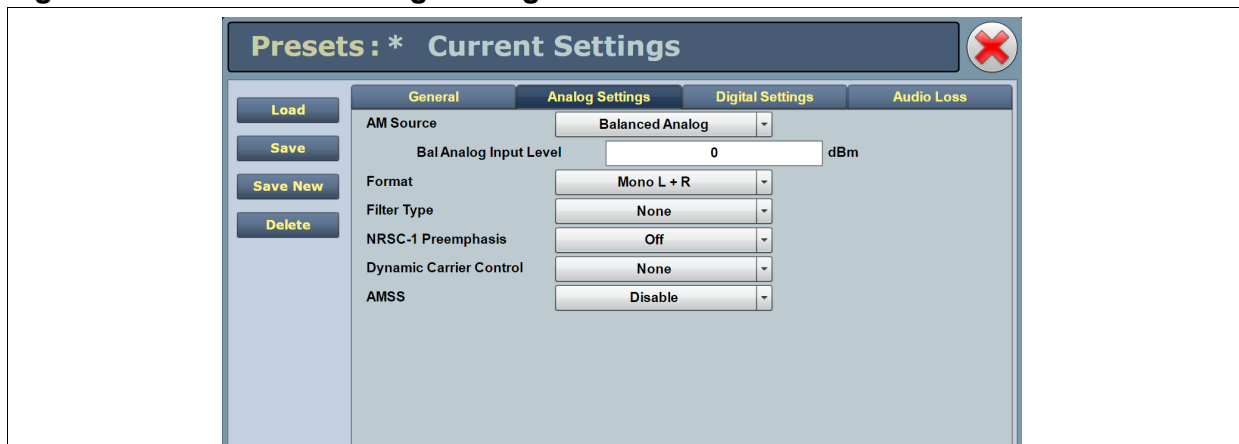 Presets:* Current Settings
Load
Save
Save New
Delete
General Analog Settings Digital Settings Audio Loss
AM Source Balanced Analog
Bal Analog Input Level 0 dBm
Format Mono L + R
Filter Type None
NRSC-1 Preemphasis Off
Dynamic Carrier Control None
AMSS Disable